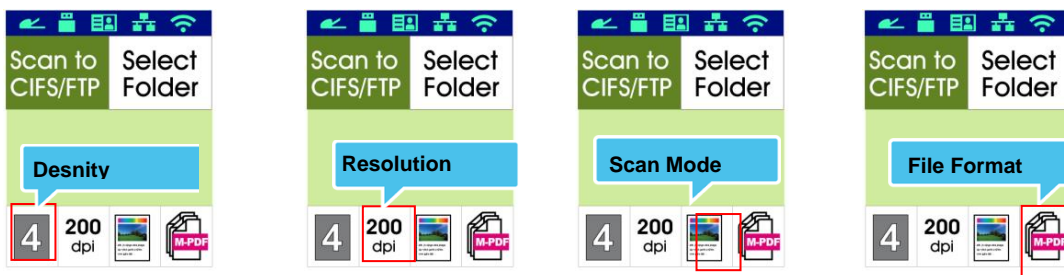 Scan to Select
CIFS/FTP Folder
Desnity
4 200 dpi M-PDF
Scan to Select
CIFS/FTP Folder
Resolution
4 200 dpi M-PDF
Scan to Select
CIFS/FTP Folder
Scan Mode
4 200 dpi M-PDF
Scan to Select
CIFS/FTP Folder
File Format
4 200 dpi M-PDF